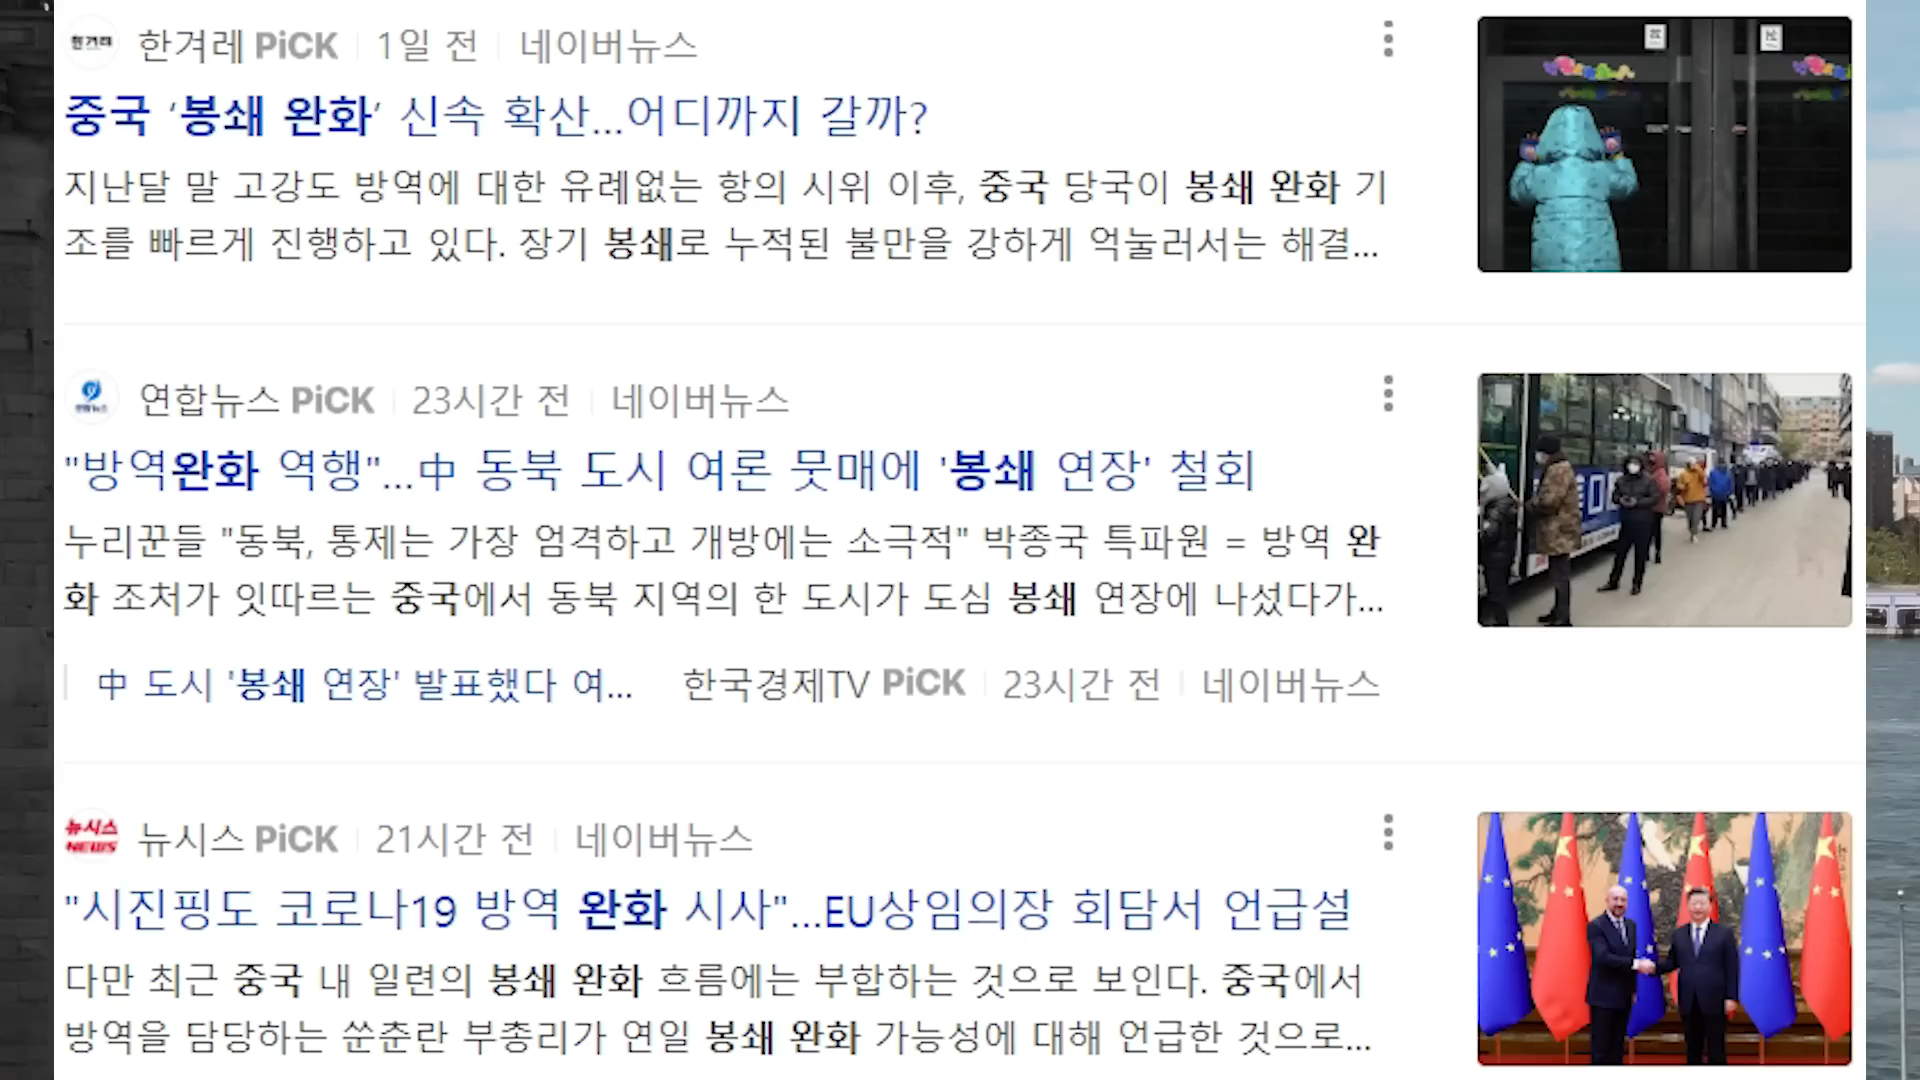 한겨레 한겨레 PiCK 1일 전 네이버뉴스
중국 ‘봉쇄 완화’ 신속 확산...어디까지 갈까?
지난달 말 고강도 방역에 대한 유례없는 항의 시위 이후, 중국 당국이 봉쇄 완화 기
조를 빠르게 진행하고 있다. 장기 봉쇄로 누적된 불만을 강하게 억눌러서는 해결...
연합뉴스 PiCK 23시간 전 네이버뉴스
"방역완화 역행"...中 동북 도시 여론 뭇매에 '봉쇄 연장' 철회
누리꾼들 "동북, 통제는 가장 엄격하고 개방에는 소극적" 박종국 특파원 = 방역 완
화 조처가 잇따르는 중국에서 동북 지역의 한 도시가 도심 봉쇄 연장에 나섰다가...
中 도시 '봉쇄 연장' 발표했다 여... 한국경제TV PiCK 23시간 전 네이버뉴스
뉴시스
NEWS
뉴시스 PiCK 21시간 전 네이버뉴스
"시진핑도 코로나19 방역 완화 시사"...EU상임의장 회담서 언급설
다만 최근 중국 내 일련의 봉쇄 완화 흐름에는 부합하는 것으로 보인다. 중국에서
방역을 담당하는 쑨춘란 부총리가 연일 봉쇄 완화 가능성에 대해 언급한 것으로...